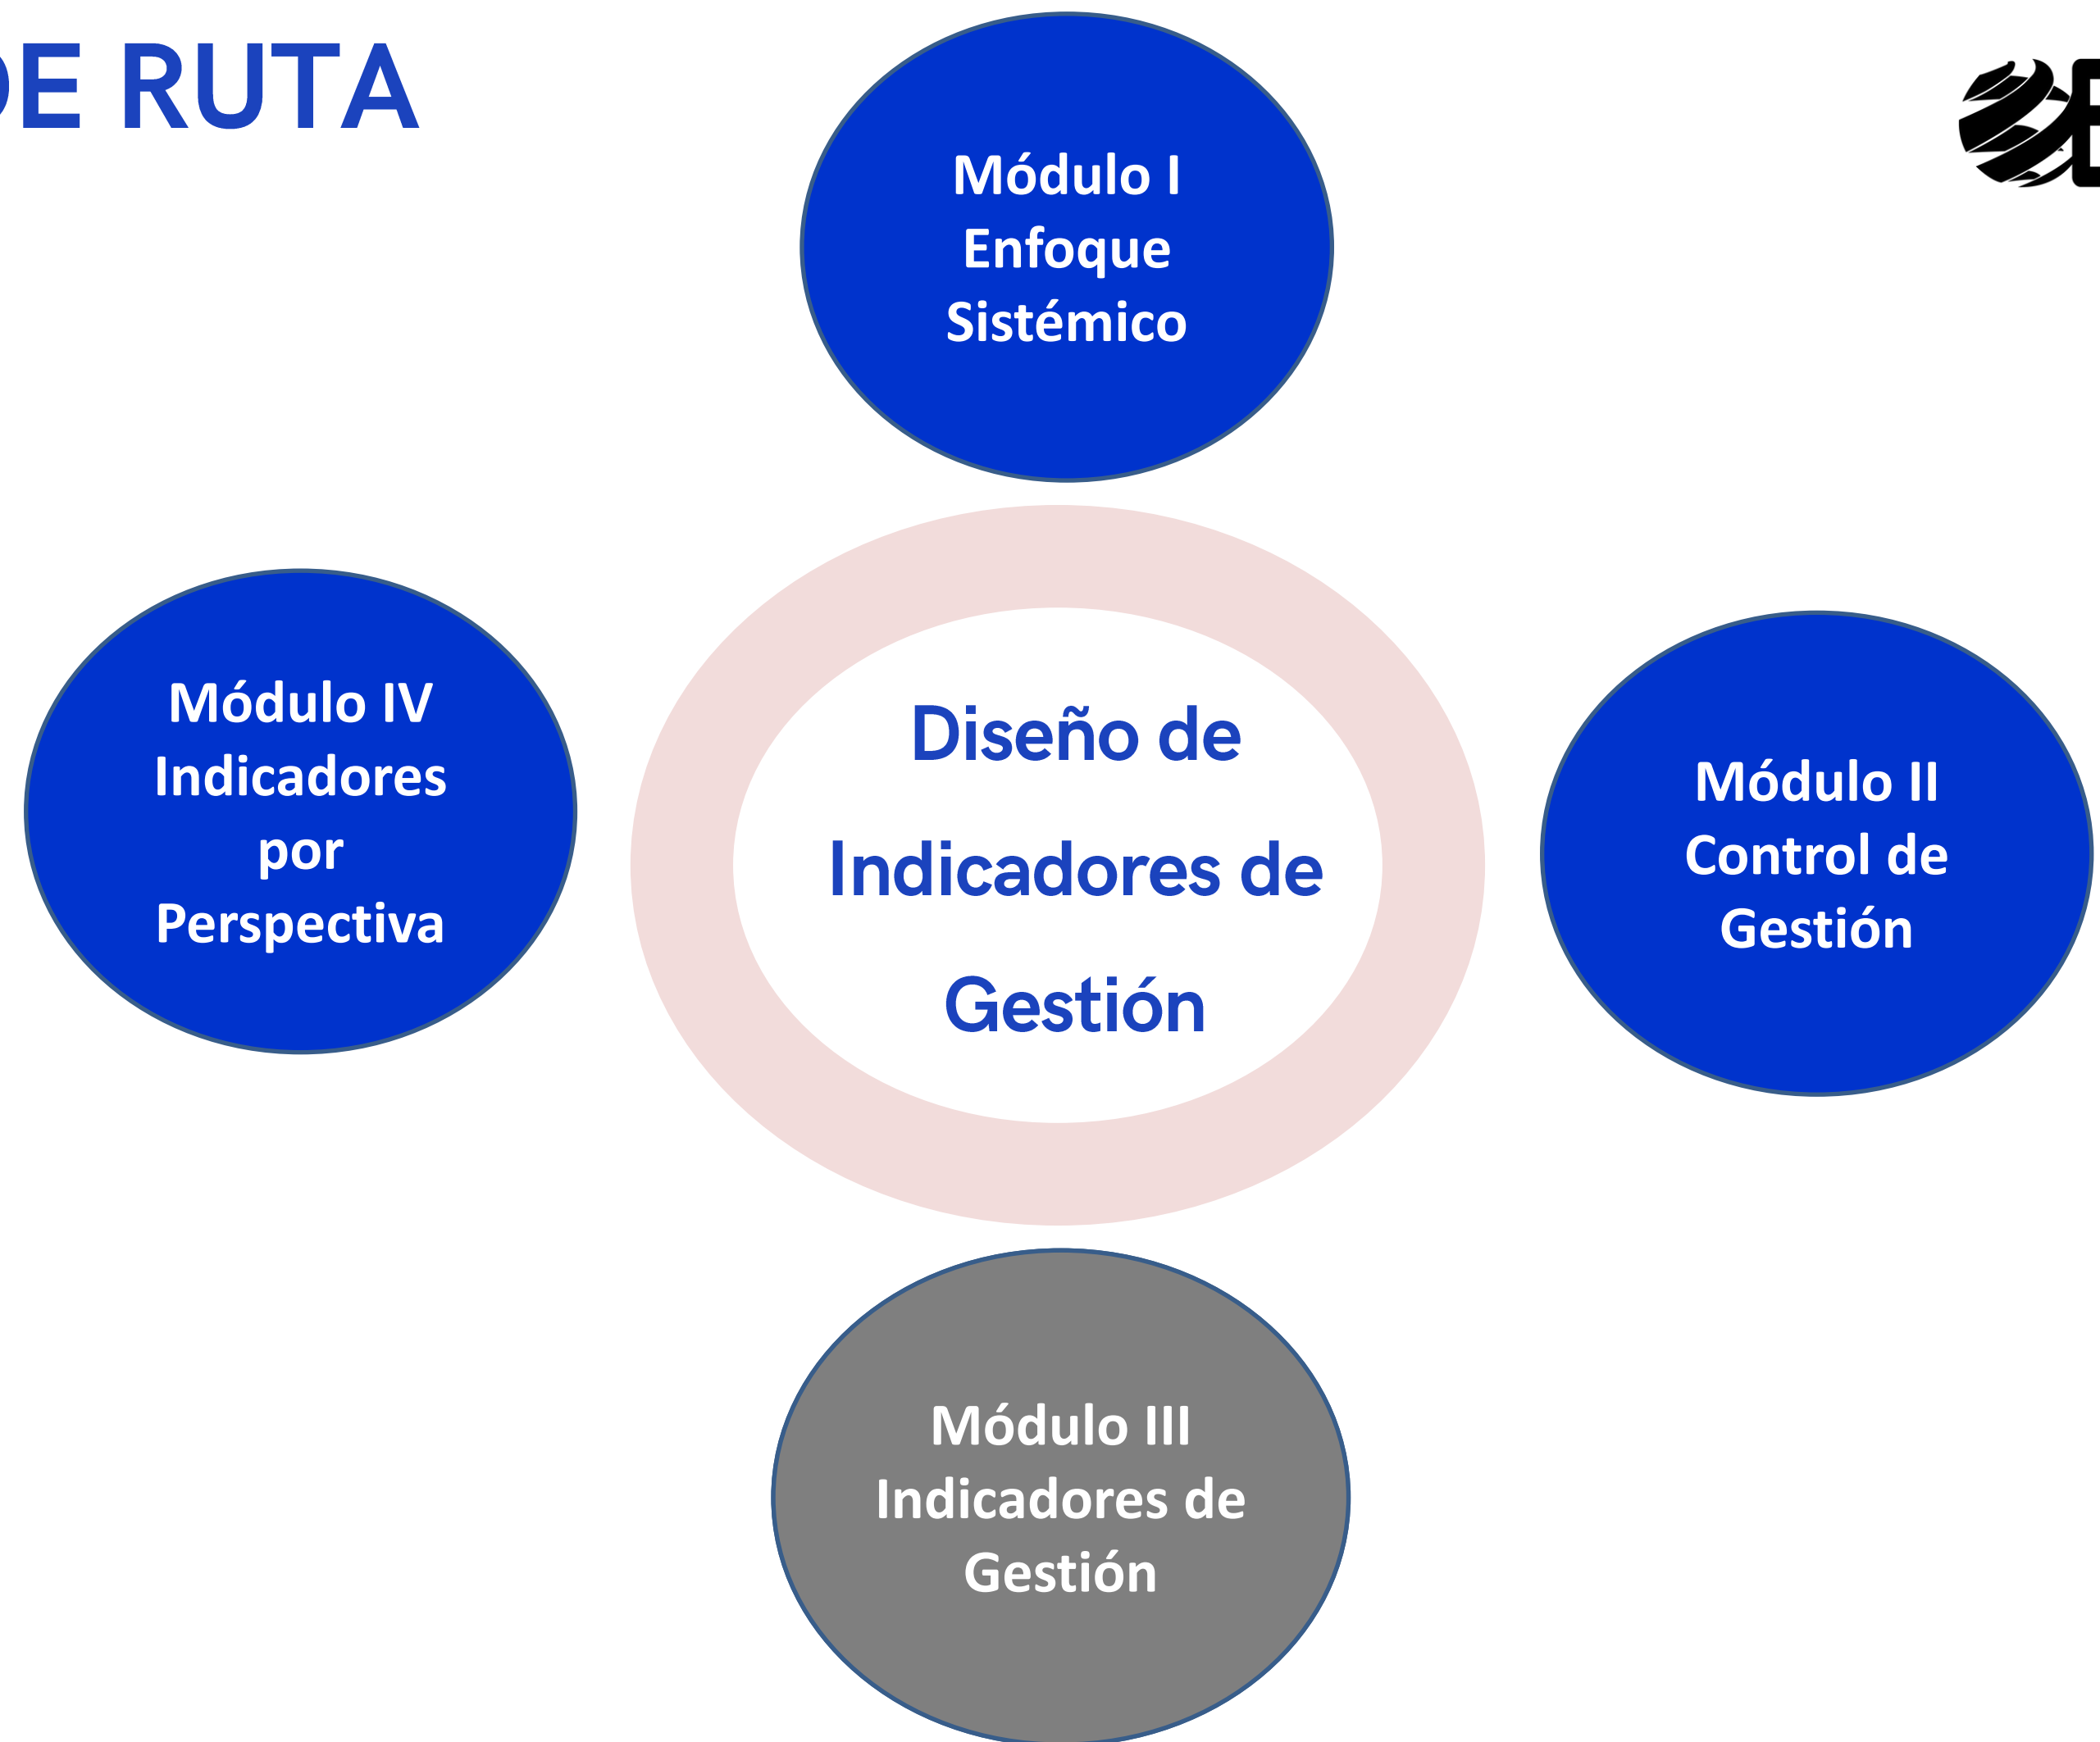 DE RUTA
Módulo I
Enfoque
Sistémico
Módulo IV
Indicadores
por
Perspectiva
Diseño de
Indicadores de
Gestión
Módulo II
Control de
Gestión
Módulo III
Indicadores de
Gestión